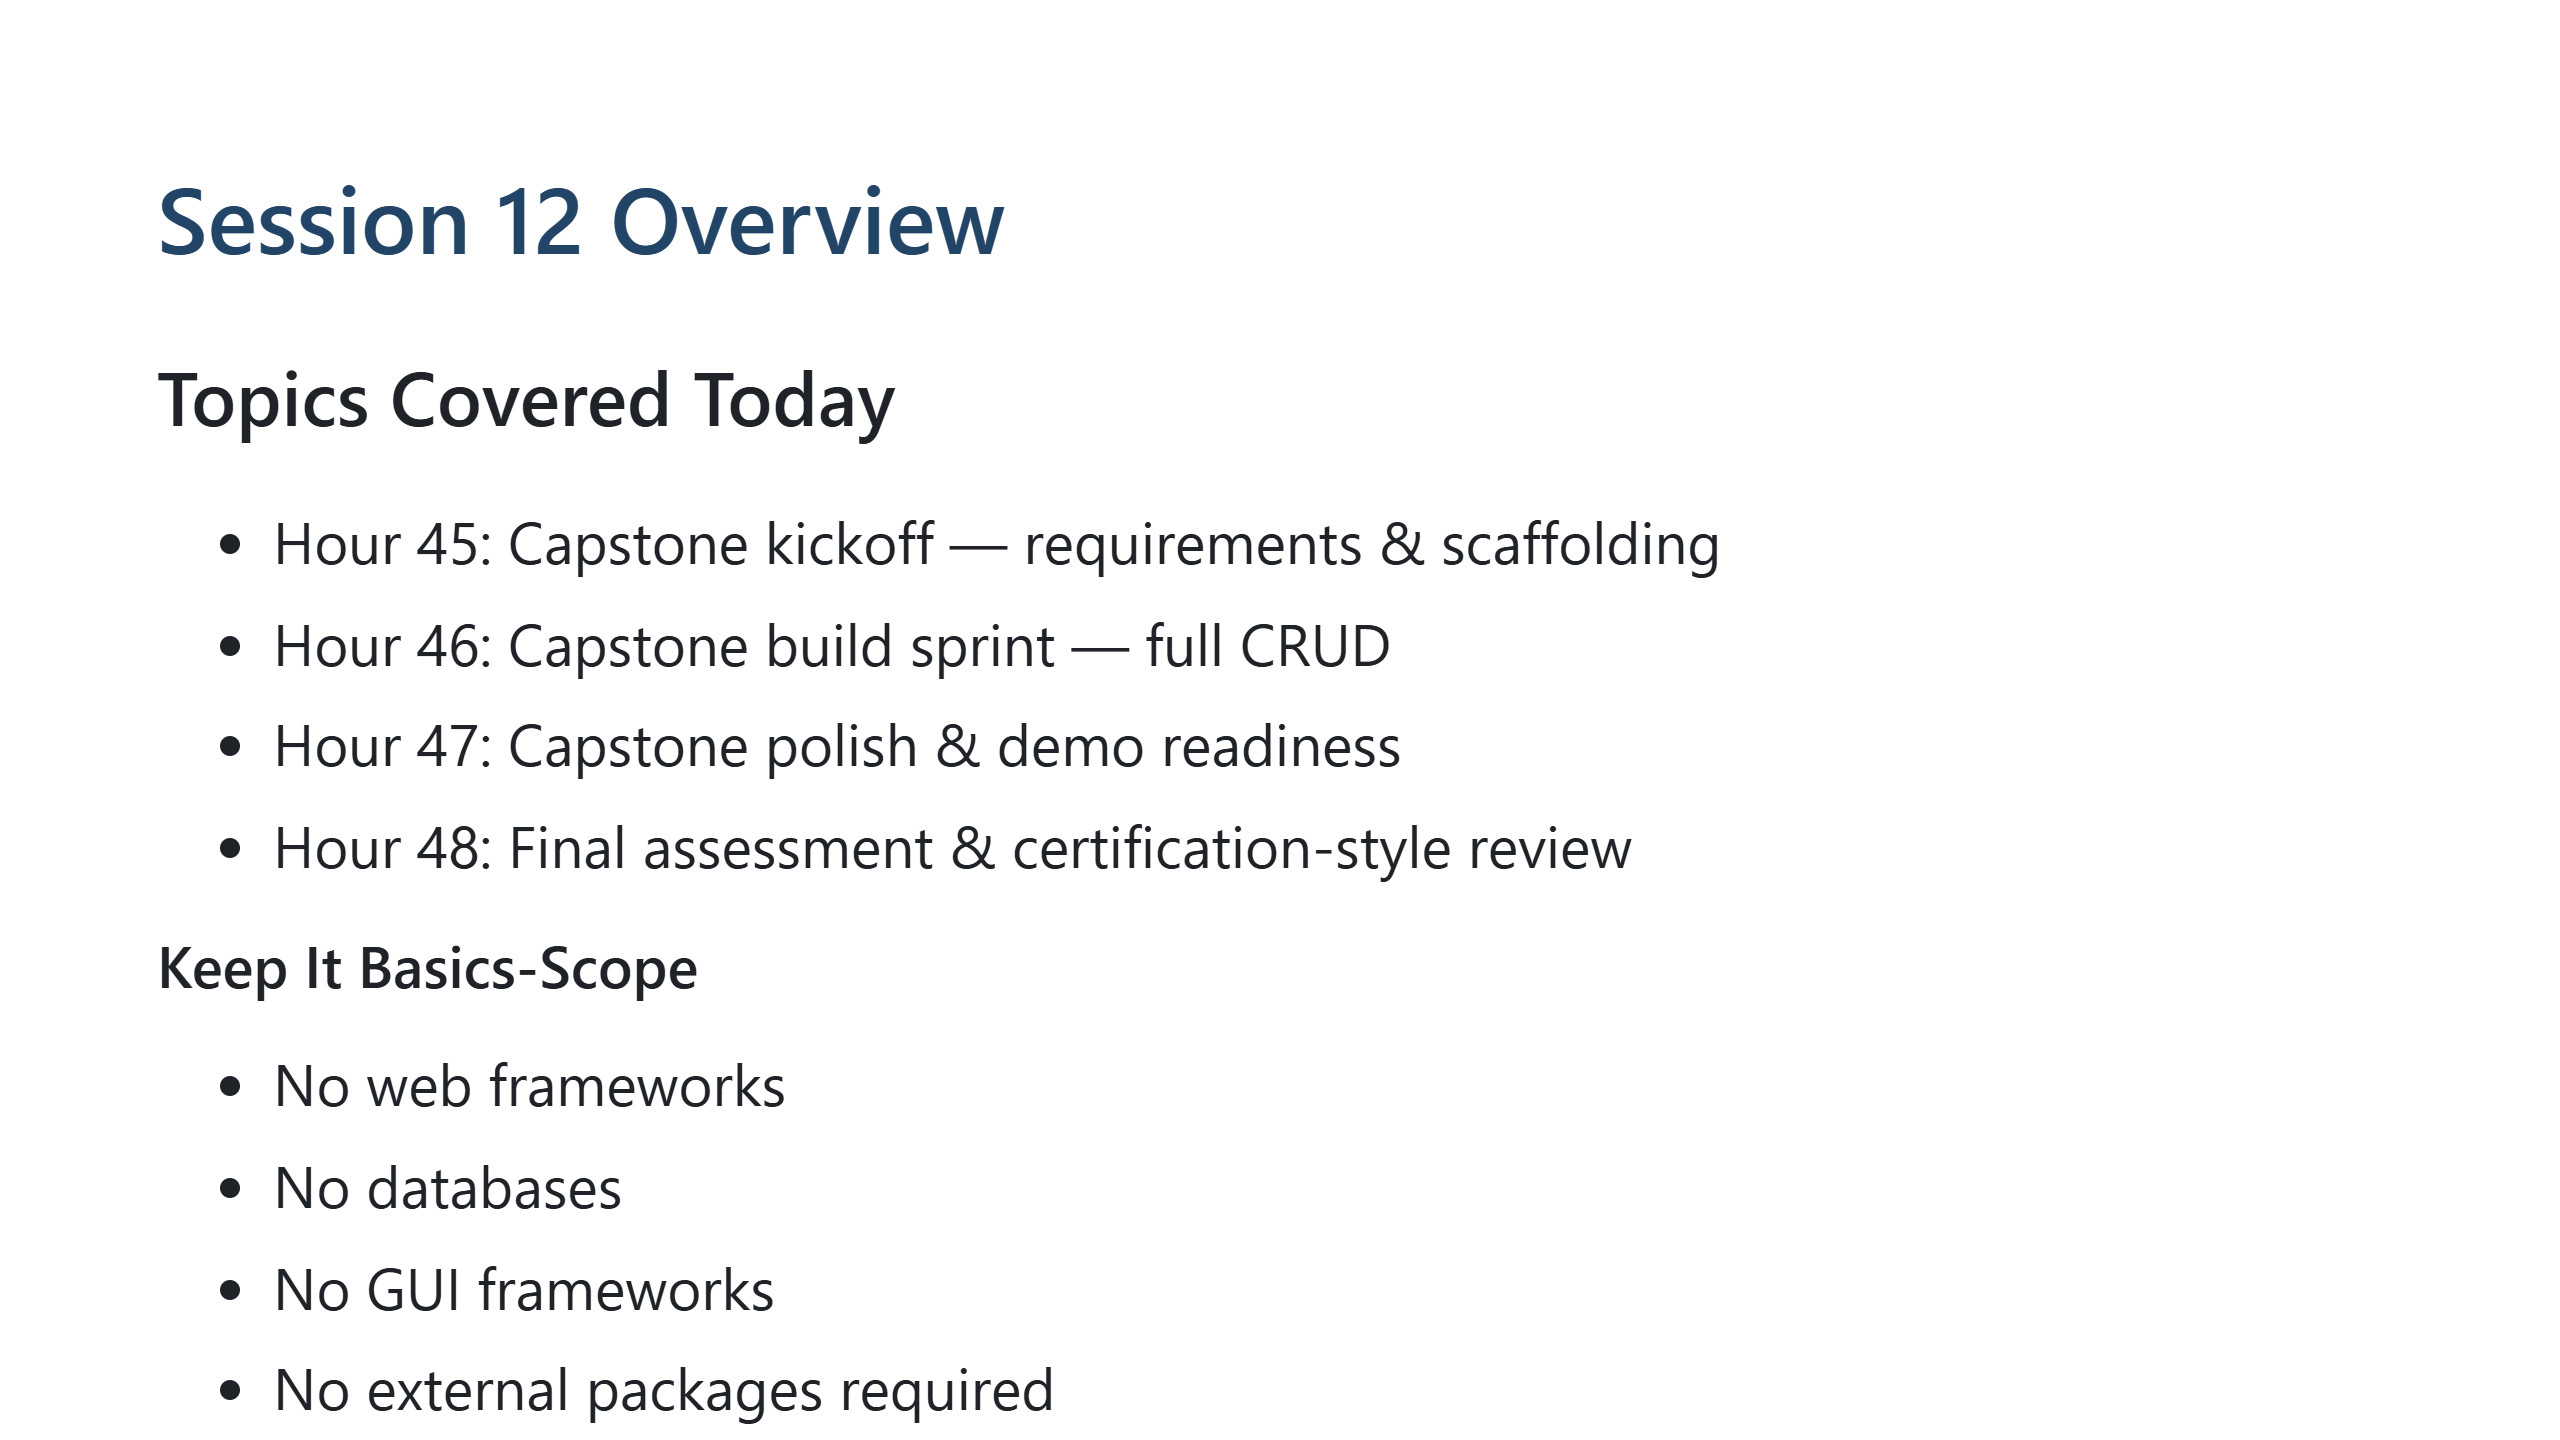 Session 12 Overview
Topics Covered Today
• Hour 45: Capstone kickoff — requirements & scaffolding
• Hour 46: Capstone build sprint — full CRUD
• Hour 47: Capstone polish & demo readiness
• Hour 48: Final assessment & certification-style review
Keep It Basics-Scope
• No web frameworks
• No databases
• No GUI frameworks
• No external packages required